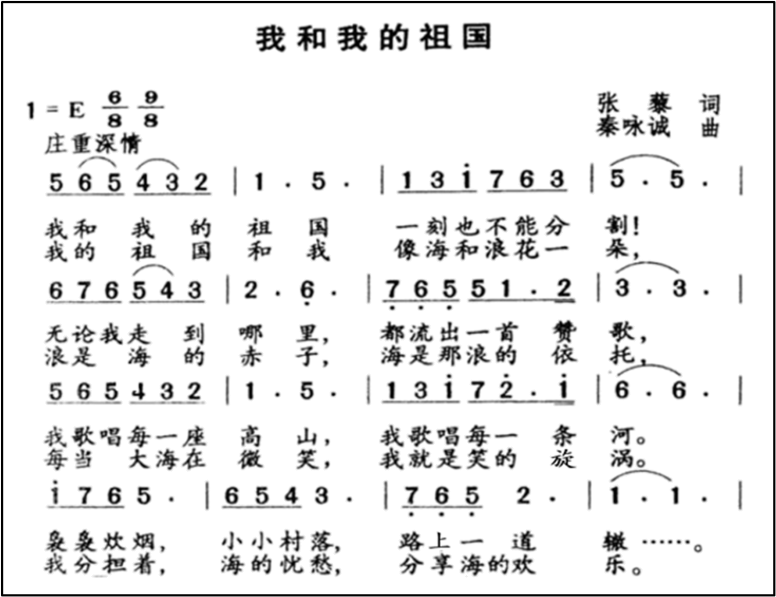 我和我的祖国
1 = E 6/8 9/8
张藜 词
秦咏诚 曲
庄重深情
5 6 5 4 3 2 | 1 . 5 . | 1 3 i 7 6 3 | 5 . 5 . |
我和 我 的 祖 国 一刻也不能分 割!
我的 祖 国 和 我 像海和浪花一 朵,
6 7 6 5 4 3 | 2 . 6̣ . | 7̣ 6̣ 5̣ 5 1 . 2 | 3 . 3 . |
无论我走 到 哪 里, 都流出一首 赞 歌,
浪是 海 的 赤 子, 海是那浪的 依 托,
5 6 5 4 3 2 | 1 . 5 . | 1 3 i 7 2̇ . i | 6 . 6 . |
我歌唱每一座 高 山, 我歌唱每一 条 河。
每当 大海在 微 笑, 我就是笑的 旋 涡。
i 7 6 5 . | 6 5 4 3 . | 7̣ 6̣ 5̣ 2 . | 1 . 1 . |
袅袅炊烟, 小小村落, 路上一 道 辙……。
我分担着, 海的忧愁, 分享海的欢 乐。